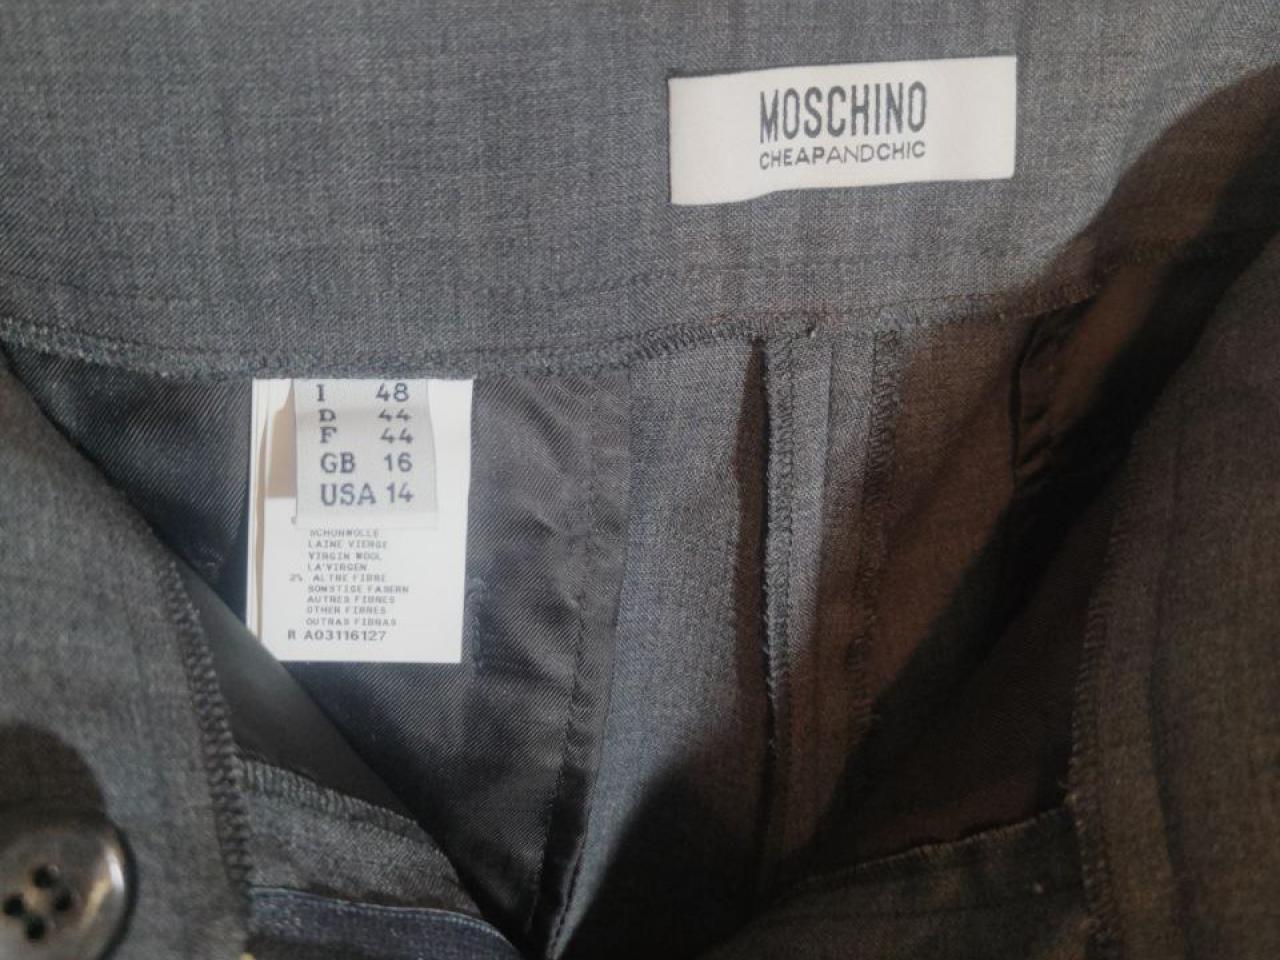 MOSCHINO
CHEAPANDCHIC
I 48
D 44
F 44
GB 16
USA 14
SCHURWOLLE
LAINE VIERGE
VIRGIN WOOL
LA'VIRGEN
2% ALTRE FIBRE
SONSTIGE FASERN
AUTRES FIBRES
OTHER FIBRES
OUTRAS FIBRAS
R A03116127